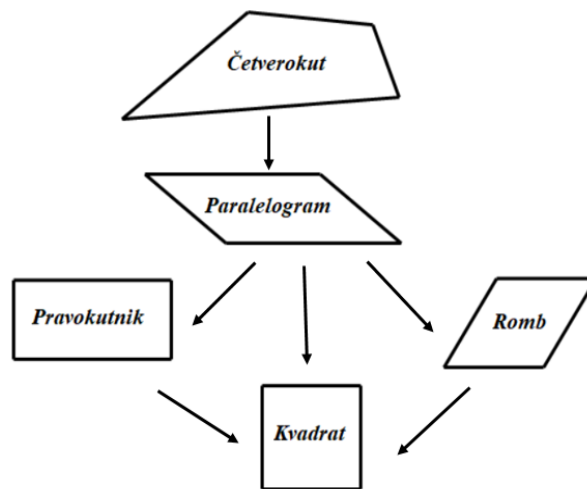 Četverokut
Paralelogram
Pravokutnik
Romb
Kvadrat